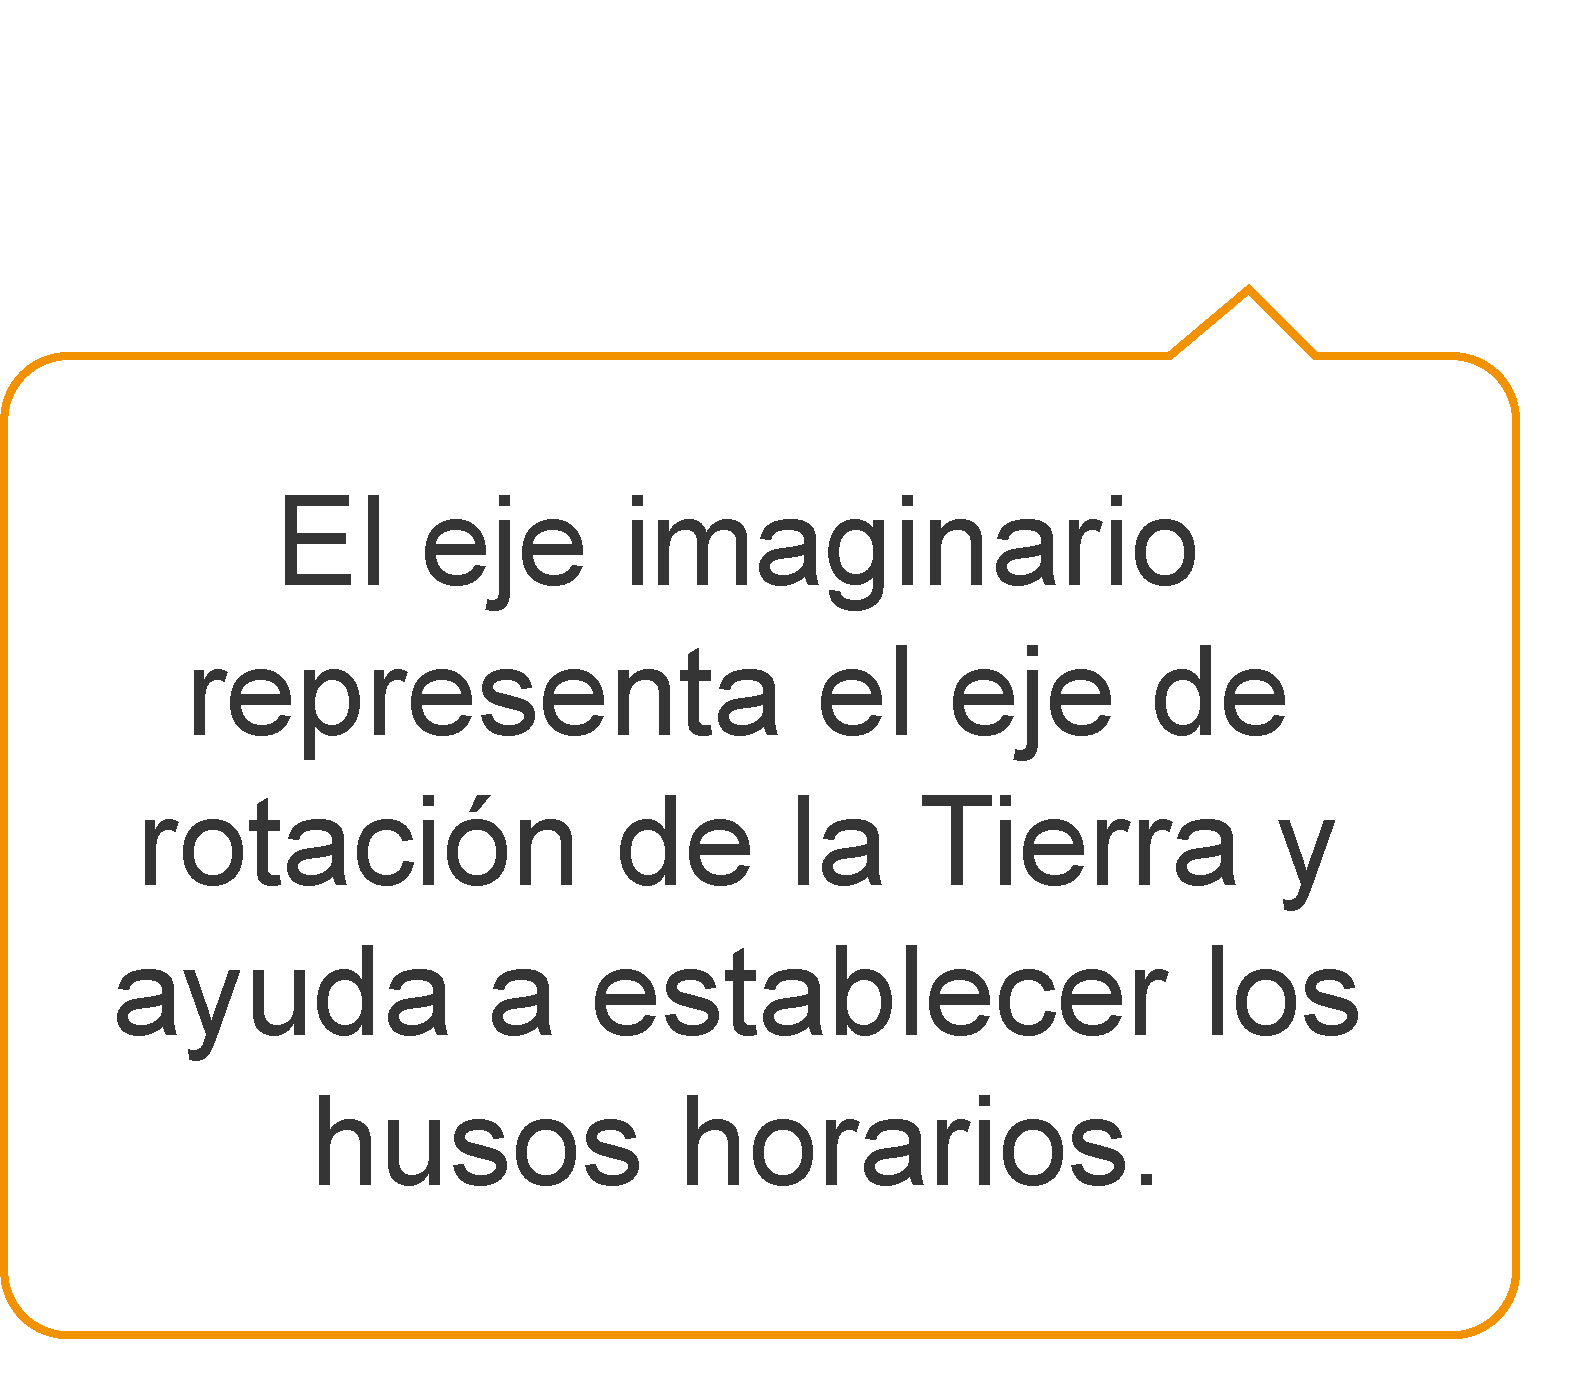 El eje imaginario
representa el eje de
rotación de la Tierra y
ayuda a establecer los
husos horarios.